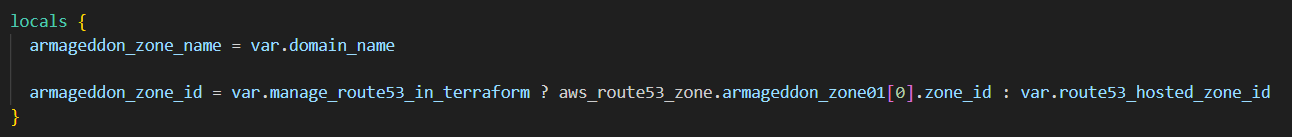 locals {
  armageddon_zone_name = var.domain_name
  armageddon_zone_id = var.manage_route53_in_terraform ? aws_route53_zone.armageddon_zone01[0].zone_id : var.route53_hosted_zone_id
}